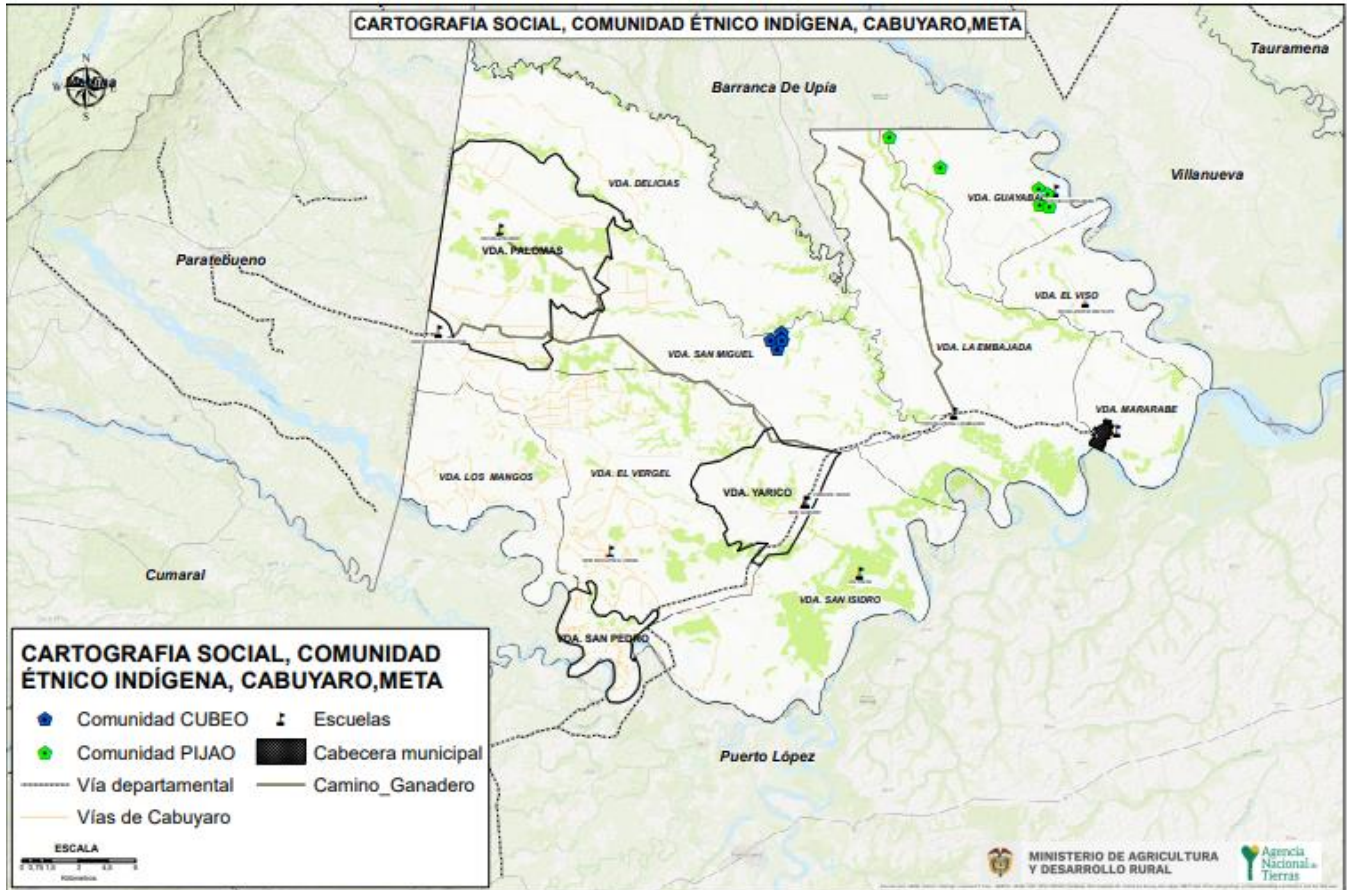 CARTOGRAFIA SOCIAL, COMUNIDAD ÉTNICO INDÍGENA, CABUYARO,META
Tauramena
N
W
S
Barranca De Upía
Villanueva
VDA. DELICIAS
VDA. GUAYABAL
VDA. PALOMAS
Paratebueno
VDA. EL VISO
VDA. SAN MIGUEL
VDA. LA EMBAJADA
VDA. MARARABE
VDA. LOS MANGOS
VDA. EL VERGEL
VDA. YARICO
Cumaral
VDA. SAN ISIDRO
VDA. SAN PEDRO
Puerto López
CARTOGRAFIA SOCIAL, COMUNIDAD
ÉTNICO INDÍGENA, CABUYARO,META
Comunidad CUBEO
Escuelas
Comunidad PIJAO
Cabecera municipal
Vía departamental
Camino_Ganadero
Vías de Cabuyaro
ESCALA
Kilómetros
MINISTERIO DE AGRICULTURA
Y DESARROLLO RURAL
Agencia
Nacional de
Tierras